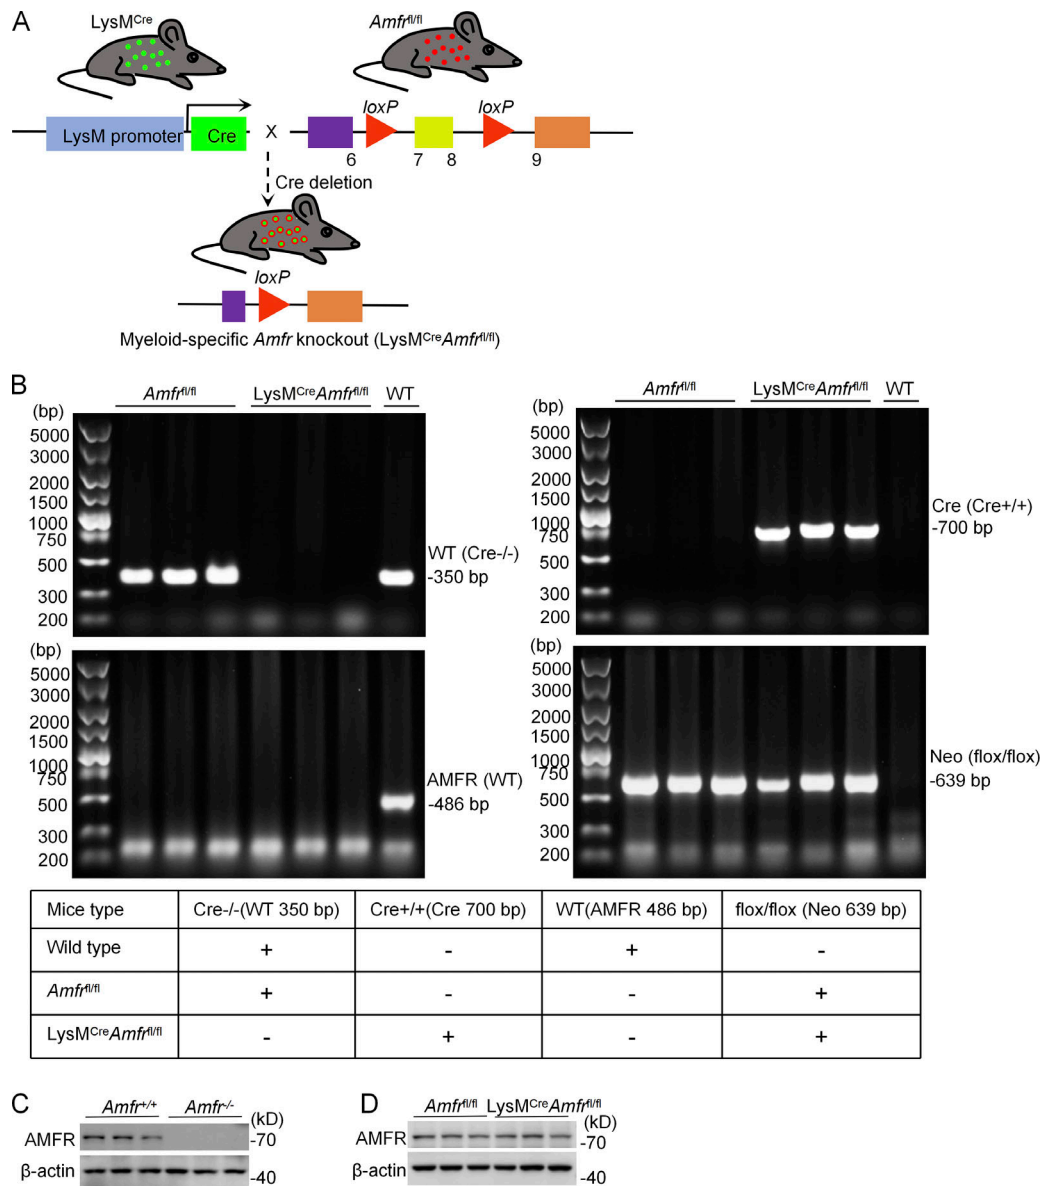 A
LysMCre Amfrfl/fl
loxP loxP
LysM promoter Cre X
6 7 8 9
Cre deletion
loxP
Myeloid-specific Amfr knockout (LysMCreAmfrfl/fl)
B
Amfrfl/fl LysMCreAmfrfl/fl WT
(bp)
5000
3000
2000
1500
1000
750
500
300
200
WT (Cre-/-)
-350 bp
Amfrfl/fl LysMCreAmfrfl/fl WT
(bp)
5000
3000
2000
1500
1000
750
500
300
200
Cre (Cre+/+)
-700 bp
(bp)
5000
3000
2000
1500
1000
750
500
300
200
AMFR (WT)
-486 bp
(bp)
5000
3000
2000
1500
1000
750
500
300
200
Neo (flox/flox)
-639 bp
Mice type Cre-/-(WT 350 bp) Cre+/+(Cre 700 bp) WT(AMFR 486 bp) flox/flox (Neo 639 bp)
Wild type + - + -
Amfrfl/fl + - - +
LysMCreAmfrfl/fl - + - +
C
Amfr+/+ Amfr-/- (kD)
AMFR -70
β-actin -40
D
Amfrfl/fl LysMCreAmfrfl/fl
(kD)
AMFR -70
β-actin -40